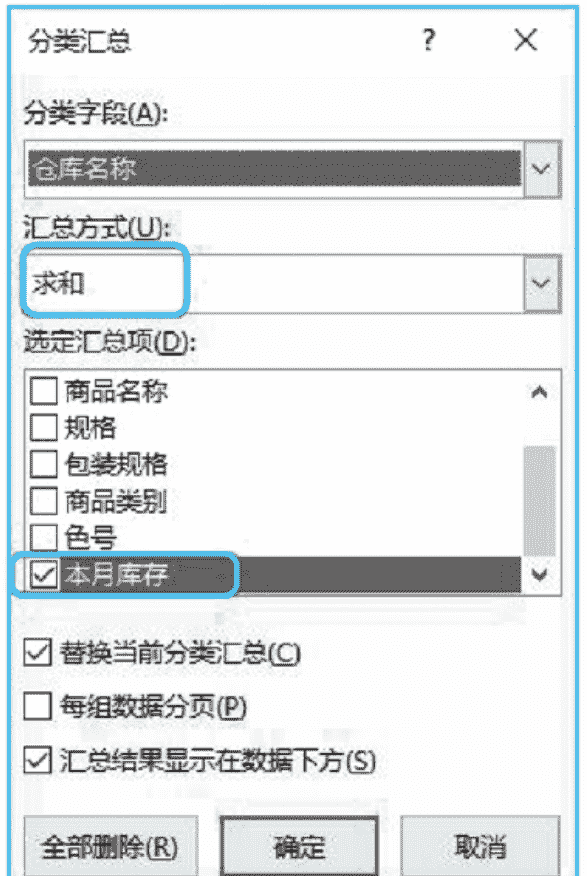 分类汇总
?
分类字段(A):
仓库名称
汇总方式(U):
求和
选定汇总项(D):
商品名称
规格
包装规格
商品类别
色号
本月库存
替换当前分类汇总(C)
每组数据分页(P)
汇总结果显示在数据下方(S)
全部删除(R) 确定 取消